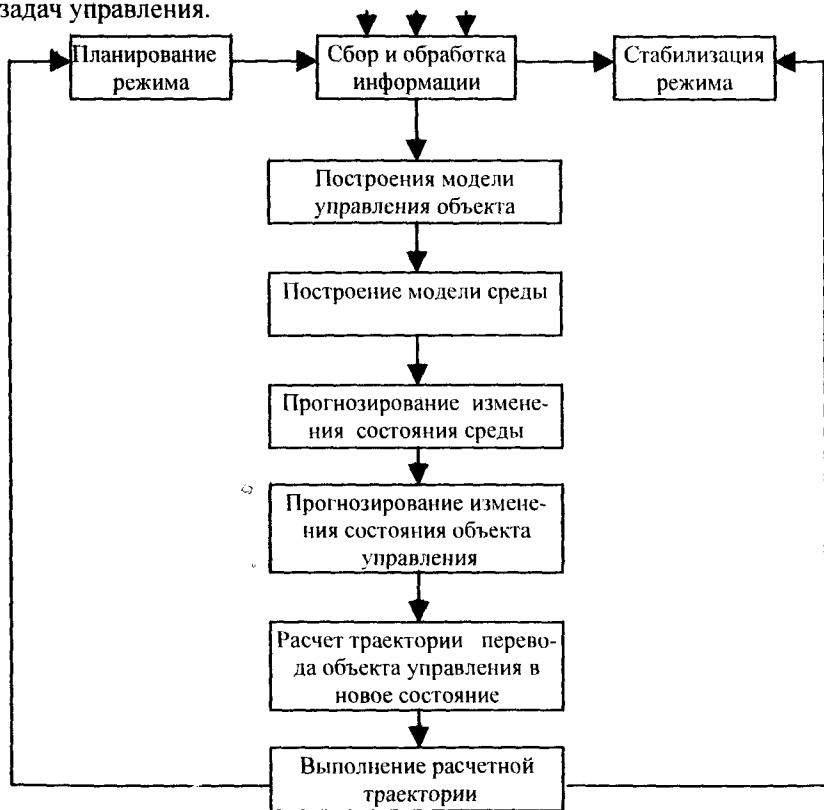 задач управления.
Планирование
режима
Сбор и обработка
информации
Стабилизация
режима
Построения модели
управления объекта
Построение модели среды
Прогнозирование измене-
ния состояния среды
Прогнозирование измене-
ния состояния объекта
управления
Расчет траектории перево-
да объекта управления в
новое состояние
Выполнение расчетной
траектории